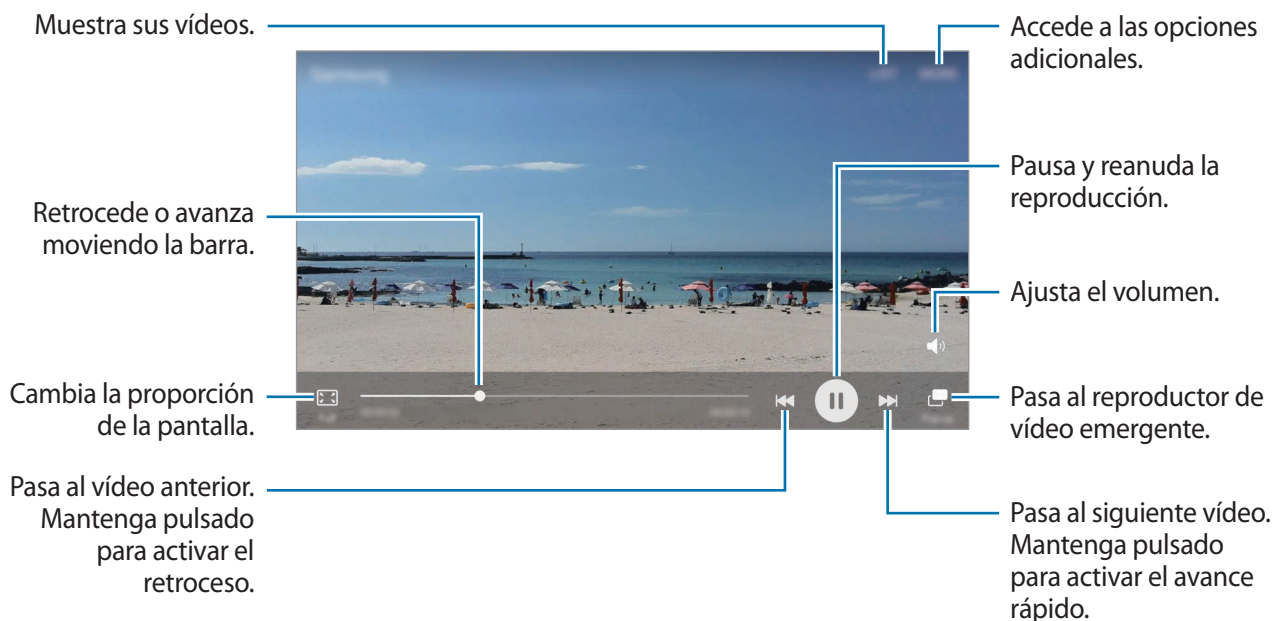 Muestra sus vídeos.
Accede a las opciones
adicionales.
Pausa y reanuda la
reproducción.
Retrocede o avanza
moviendo la barra.
Ajusta el volumen.
Cambia la proporción
de la pantalla.
Pasa al reproductor de
vídeo emergente.
Pasa al vídeo anterior.
Mantenga pulsado
para activar el
retroceso.
Pasa al siguiente vídeo.
Mantenga pulsado
para activar el avance
rápido.